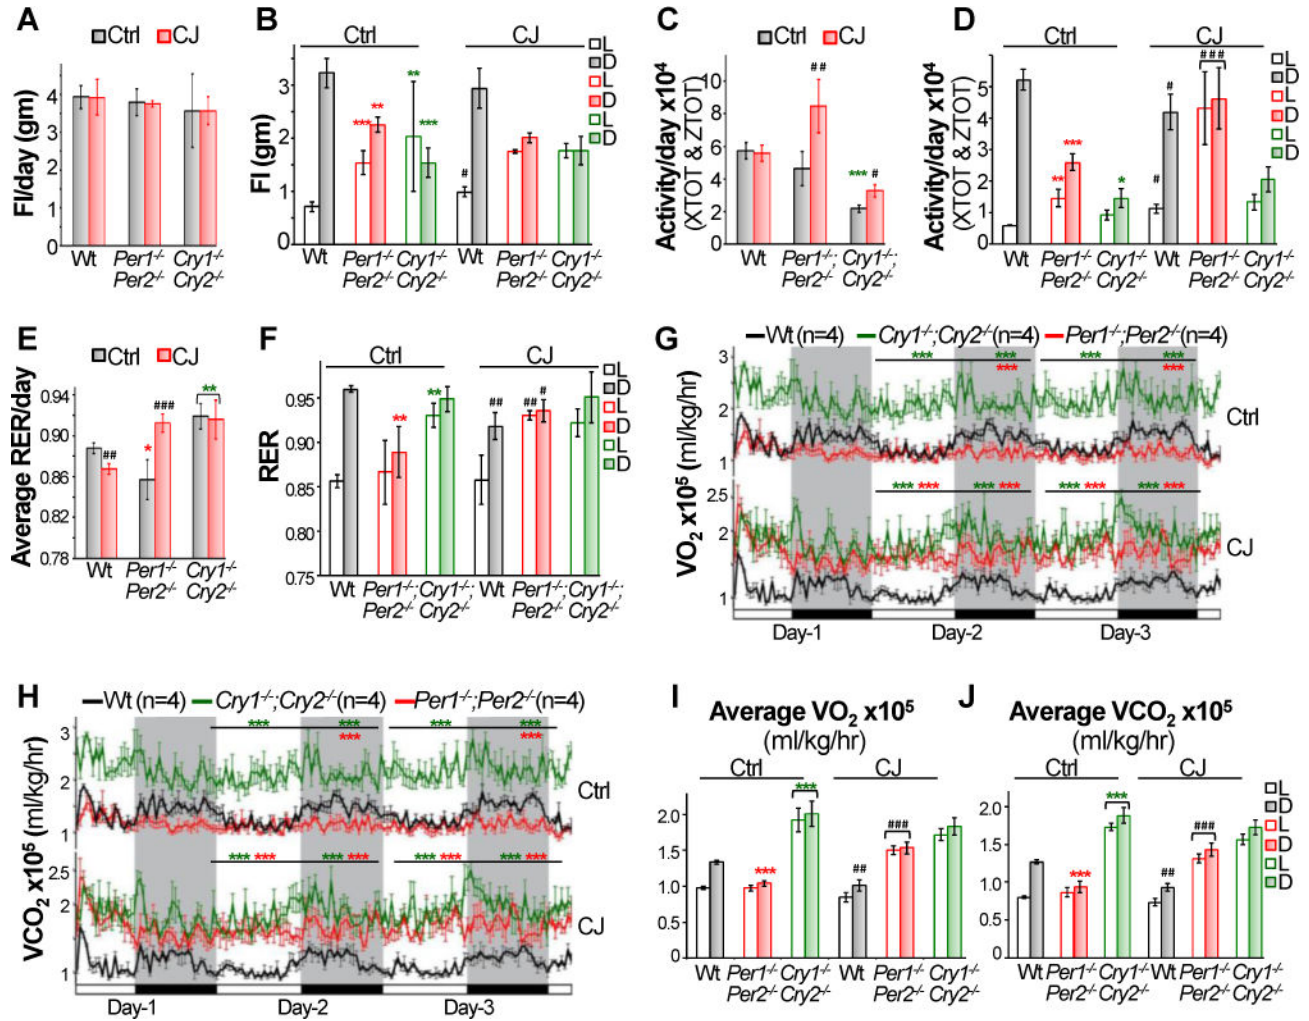 A
Ctrl CJ
FI/day (gm)
4
3
2
1
0
Wt Per1-/- Per2-/- Cry1-/- Cry2-/-
B
Ctrl CJ
FI (gm)
3
2
1
0
** ** *** *** #
L
D
L
D
L
D
Wt Per1-/- Per2-/- Cry1-/- Cry2-/- Wt Per1-/- Per2-/- Cry1-/- Cry2-/-
C
Ctrl CJ
Activity/day x10⁴
(XTOT & ZTOT)
10
8
6
4
2
0
## *** #
Wt Per1-/-; Per2-/- Cry1-/-; Cry2-/-
D
Ctrl CJ
Activity/day x10⁴
(XTOT & ZTOT)
6
5
4
3
2
1
0
** *** * # # ###
L
D
L
D
L
D
Wt Per1-/- Per2-/- Cry1-/- Cry2-/- Wt Per1-/- Per2-/- Cry1-/- Cry2-/-
E
Ctrl CJ
Average RER/day
0.94
0.90
0.86
0.82
0.78
## * ### **
Wt Per1-/- Per2-/- Cry1-/- Cry2-/-
F
Ctrl CJ
RER
0.95
0.90
0.85
0.80
0.75
** ** ## ## #
L
D
L
D
L
D
Wt Per1-/-; Per2-/- Cry1-/-; Cry2-/- Wt Per1-/-; Per2-/- Cry1-/-; Cry2-/-
G
Wt (n=4) Cry1-/-;Cry2-/-(n=4) Per1-/-;Per2-/-(n=4)
VO₂ x10⁵ (ml/kg/hr)
3
2
1
*** *** *** ***
*** ***
Ctrl
2.5
2
1
*** *** *** *** *** *** *** ***
CJ
Day-1 Day-2 Day-3
H
Wt (n=4) Cry1-/-;Cry2-/-(n=4) Per1-/-;Per2-/-(n=4)
VCO₂ x10⁵ (ml/kg/hr)
3
2
1
*** *** *** ***
*** ***
Ctrl
2.5
2
1
*** *** *** *** *** *** *** ***
CJ
Day-1 Day-2 Day-3
I
Average VO₂ x10⁵
(ml/kg/hr)
Ctrl CJ
2.0
1.5
1.0
0.5
0
*** *** ## ###
Wt Per1-/- Per2-/- Cry1-/- Cry2-/- Wt Per1-/- Per2-/- Cry1-/- Cry2-/-
J
Average VCO₂ x10⁵
(ml/kg/hr)
Ctrl CJ
2.0
1.5
1.0
0.5
0
*** *** ## ###
L
D
L
D
L
D
Wt Per1-/- Per2-/- Cry1-/- Cry2-/- Wt Per1-/- Per2-/- Cry1-/- Cry2-/-